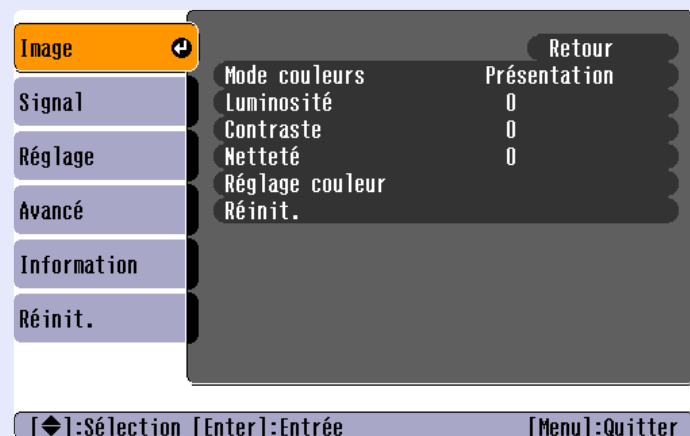 Image
Signal
Réglage
Avancé
Information
Réinit.
Retour
Mode couleurs Présentation
Luminosité 0
Contraste 0
Netteté 0
Réglage couleur
Réinit.
[◆]:Sélection [Enter]:Entrée [Menu]:Quitter